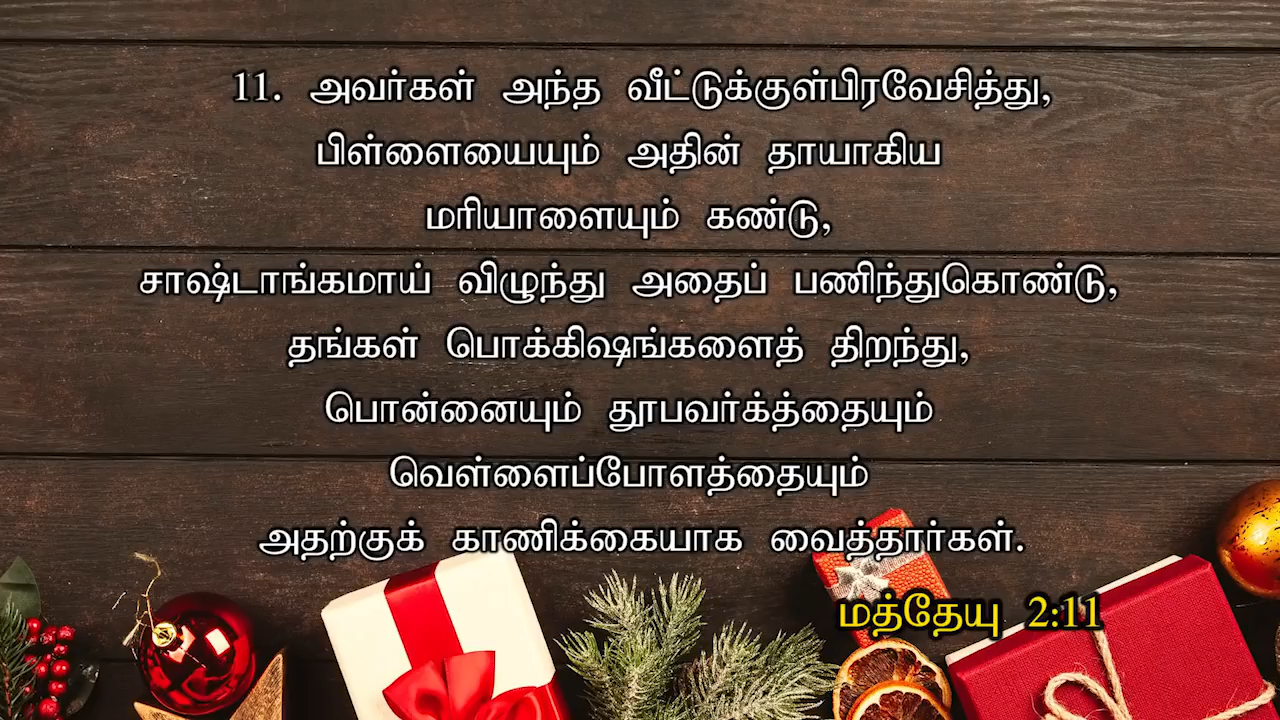 11. அவர்கள் அந்த வீட்டுக்குள்பிரவேசித்து,
பிள்ளையையும் அதின் தாயாகிய
மரியாளையும் கண்டு,
சாஷ்டாங்கமாய் விழுந்து அதைப் பணிந்துகொண்டு,
தங்கள் பொக்கிஷங்களைத் திறந்து,
பொன்னையும் தூபவர்க்த்தையும்
வெள்ளைப்போளத்தையும்
அதற்குக் காணிக்கையாக வைத்தார்கள்.
மத்தேயு 2:11